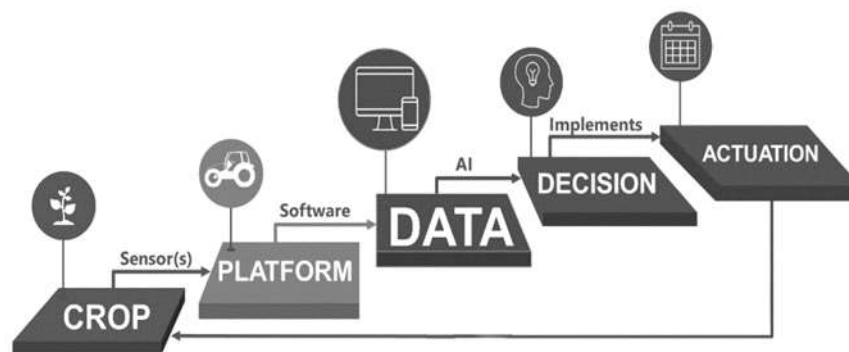 CROP
Sensor(s)
PLATFORM
Software
DATA
AI
DECISION
Implements
ACTUATION